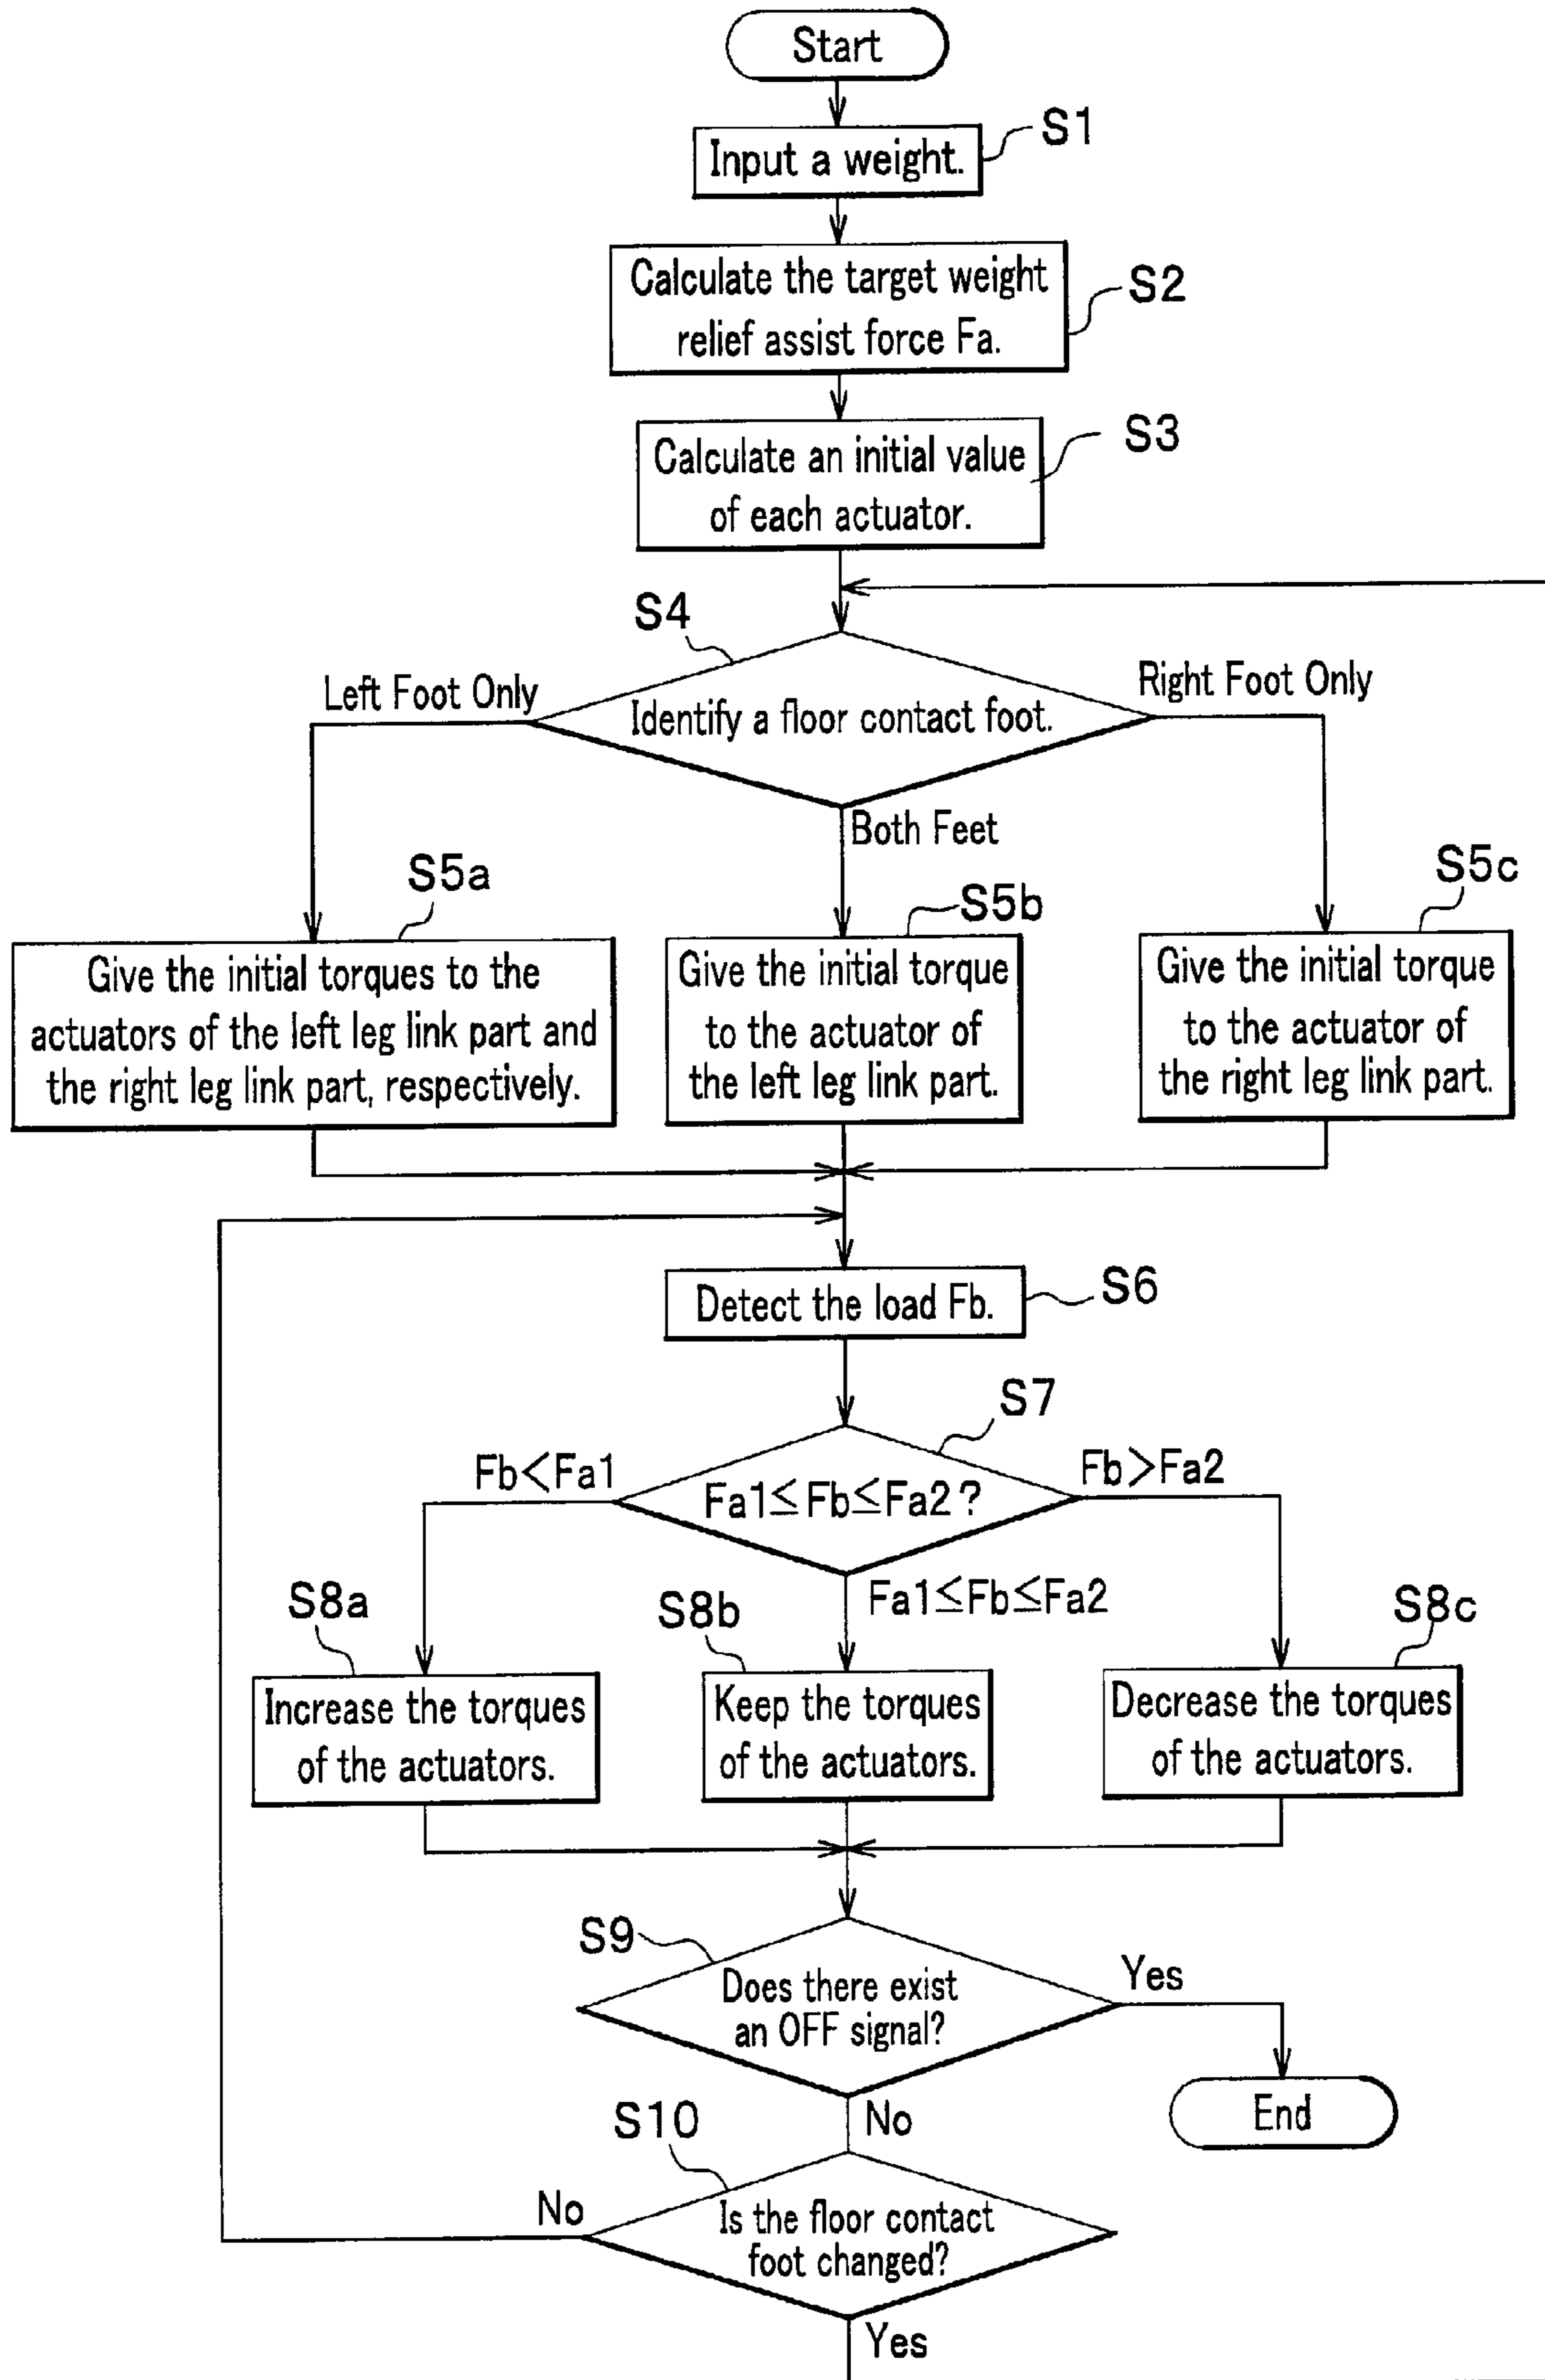 Start
S1
Input a weight.
S2
Calculate the target weight
relief assist force Fa.
S3
Calculate an initial value
of each actuator.
S4
Left Foot Only
Right Foot Only
Identify a floor contact foot.
Both Feet
S5a
S5b
S5c
Give the initial torques to the
actuators of the left leg link part and
the right leg link part, respectively.
Give the initial torque
to the actuator of
the left leg link part.
Give the initial torque
to the actuator of
the right leg link part.
Detect the load Fb.
S6
S7
Fb<Fa1
Fa1≤Fb≤Fa2?
Fb>Fa2
Fa1≤Fb≤Fa2
S8a
S8b
S8c
Increase the torques
of the actuators.
Keep the torques
of the actuators.
Decrease the torques
of the actuators.
S9
Does there exist
an OFF signal?
Yes
End
No
S10
No
Is the floor contact
foot changed?
Yes